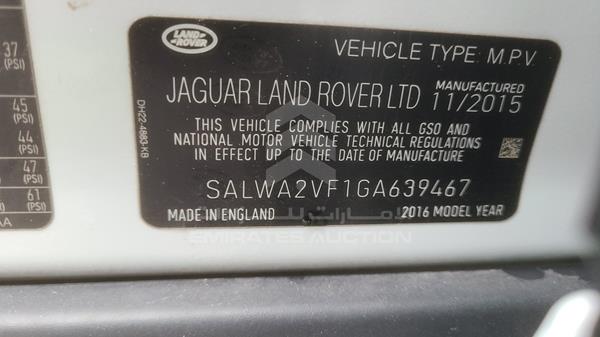 LAND-
ROVER
VEHICLE TYPE: M.P.V.
JAGUAR LAND ROVER LTD
MANUFACTURED
11/2015
THIS VEHICLE COMPLIES WITH ALL GSO AND
NATIONAL MOTOR VEHICLE TECHNICAL REGULATIONS
IN EFFECT UP TO THE DATE OF MANUFACTURE
SALWA2VF1GA639467
MADE IN ENGLAND
2016 MODEL YEAR
الإمارات للمزادات
EMIRATES AUCTION
DH22-4883-KB
37
(PSI)
45
(PSI)
44
(PSI)
47
(PSI)
61
(PSI)